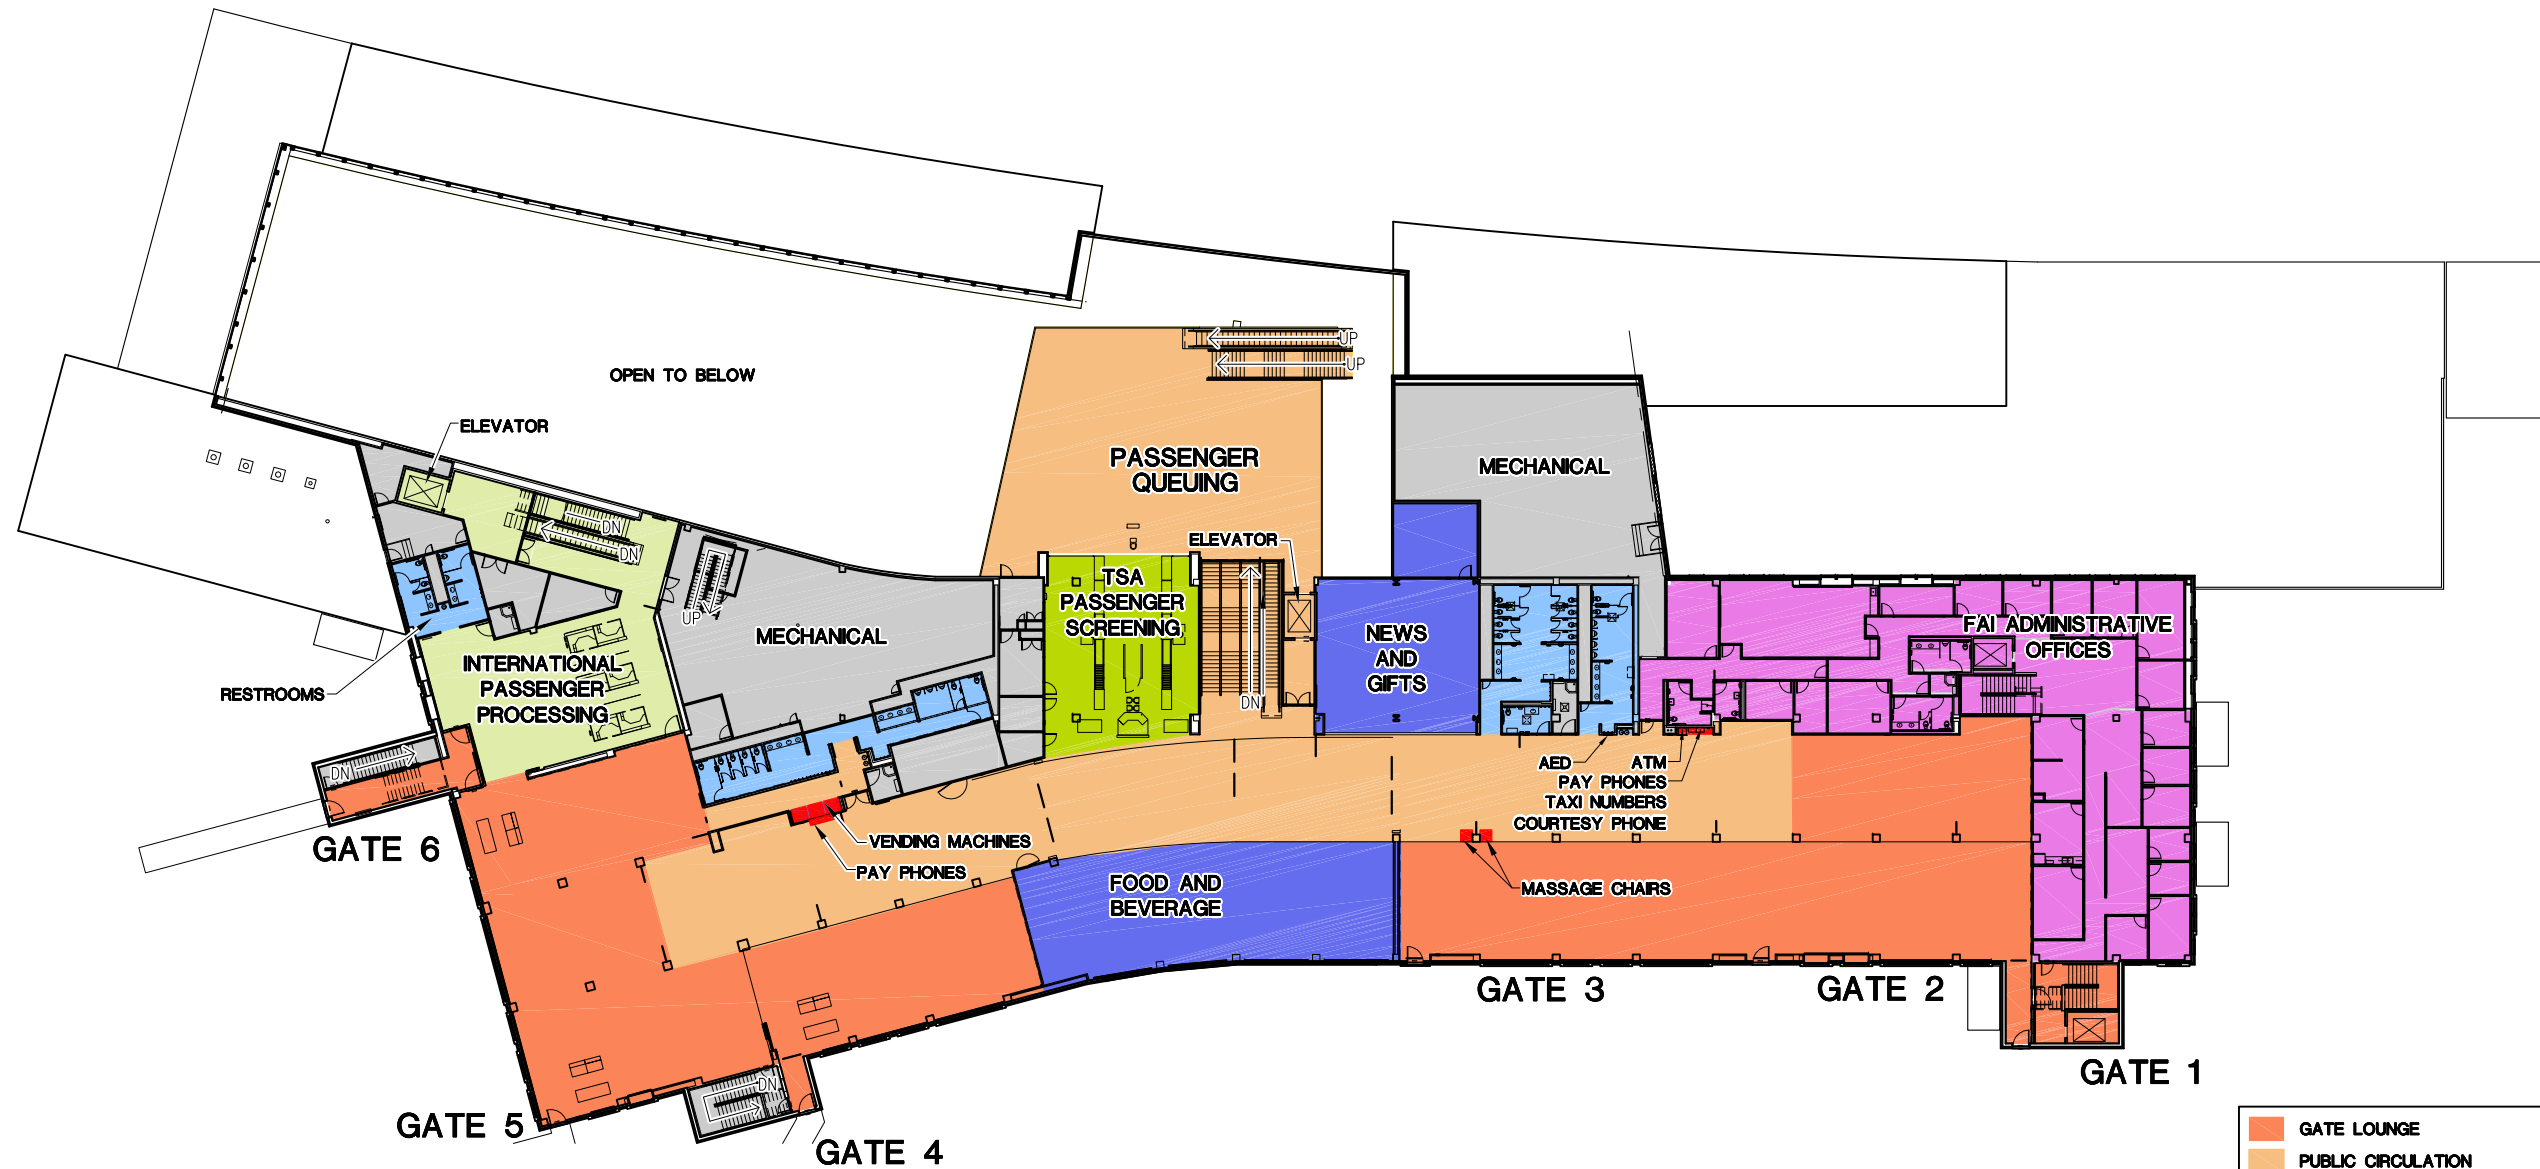 OPEN TO BELOW
UP
UP
ELEVATOR
PASSENGER
QUEUING
MECHANICAL
DN
DN
ELEVATOR
TSA
PASSENGER
SCREENING
UP
MECHANICAL
NEWS
AND
GIFTS
FAI ADMINISTRATIVE
OFFICES
INTERNATIONAL
PASSENGER
PROCESSING
RESTROOMS
DN
DN
AED
ATM
PAY PHONES
TAXI NUMBERS
COURTESY PHONE
GATE 6
VENDING MACHINES
PAY PHONES
FOOD AND
BEVERAGE
MASSAGE CHAIRS
GATE 3
GATE 2
GATE 1
DN
GATE 5
GATE 4
GATE LOUNGE
PUBLIC CIRCULATION